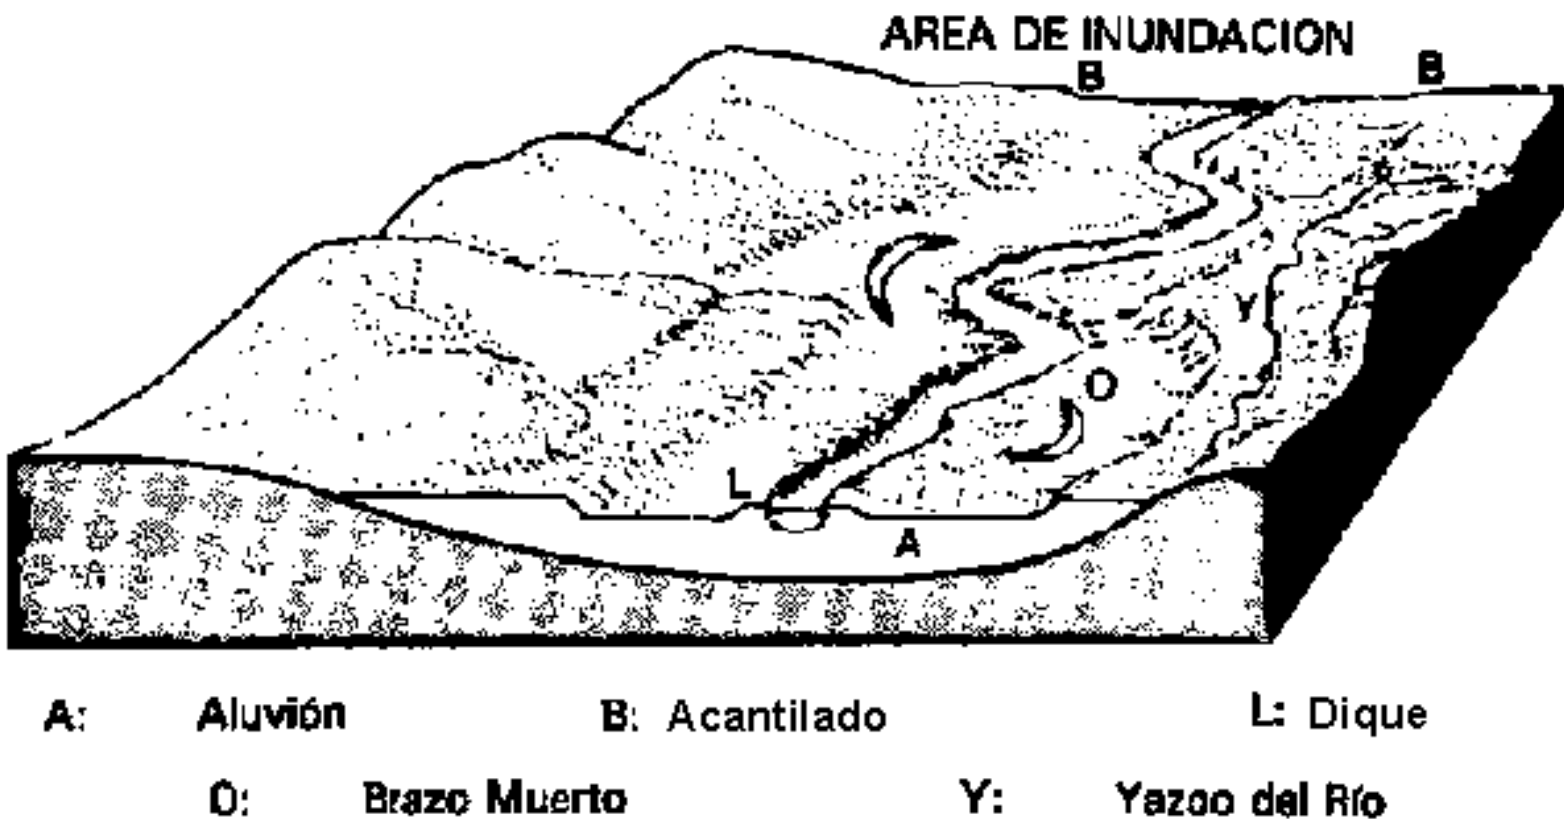 AREA DE INUNDACION
B B
Y
O
L
A
A: Aluvión B: Acantilado L: Dique
O: Brazo Muerto Y: Yazoo del Río